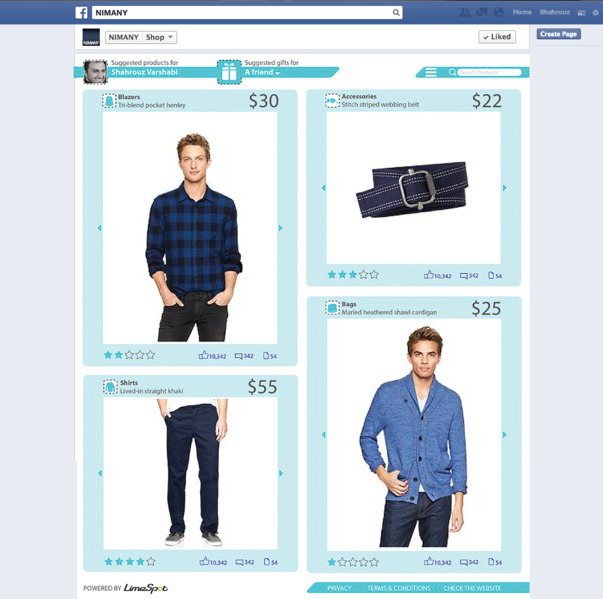 NIMANY
Home Shahrouz
NIMANY
NIMANY Shop
Liked
Create Page
Suggested products for
Shahrouz Varshabi
Suggested gifts for
A friend
Search Products
Blazers
Tri-blend pocket henley
$30
10,342 342 54
Accessories
Stitch striped webbing belt
$22
10,342 342 54
Bags
Marled heathered shawl cardigan
$25
10,342 342 54
Shirts
Lived-in straight khaki
$55
10,342 342 54
POWERED BY LimeSpot
PRIVACY TERMS & CONDITIONS CHECK THE WEBSITE